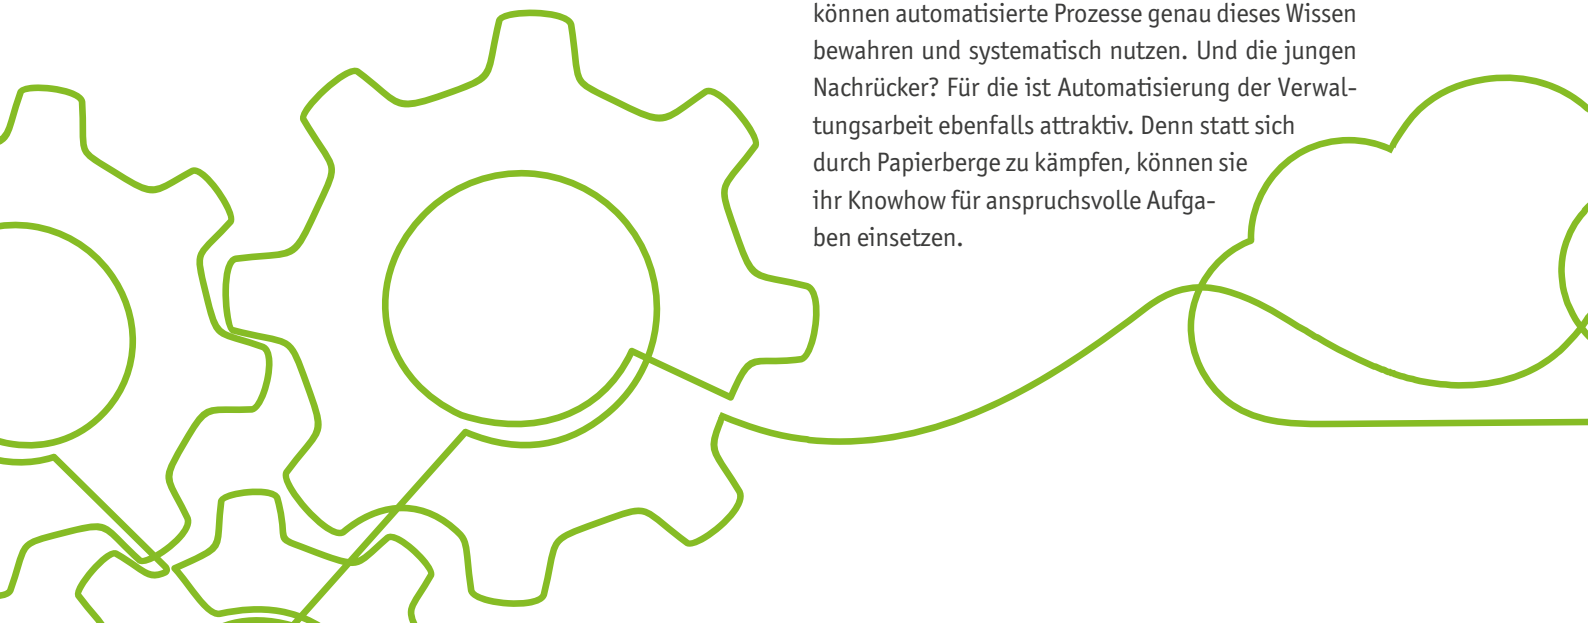 können automatisierte Prozesse genau dieses Wissen
bewahren und systematisch nutzen. Und die jungen
Nachrücker? Für die ist Automatisierung der Verwal-
tungsarbeit ebenfalls attraktiv. Denn statt sich
durch Papierberge zu kämpfen, können sie
ihr Knowhow für anspruchsvolle Aufga-
ben einsetzen.